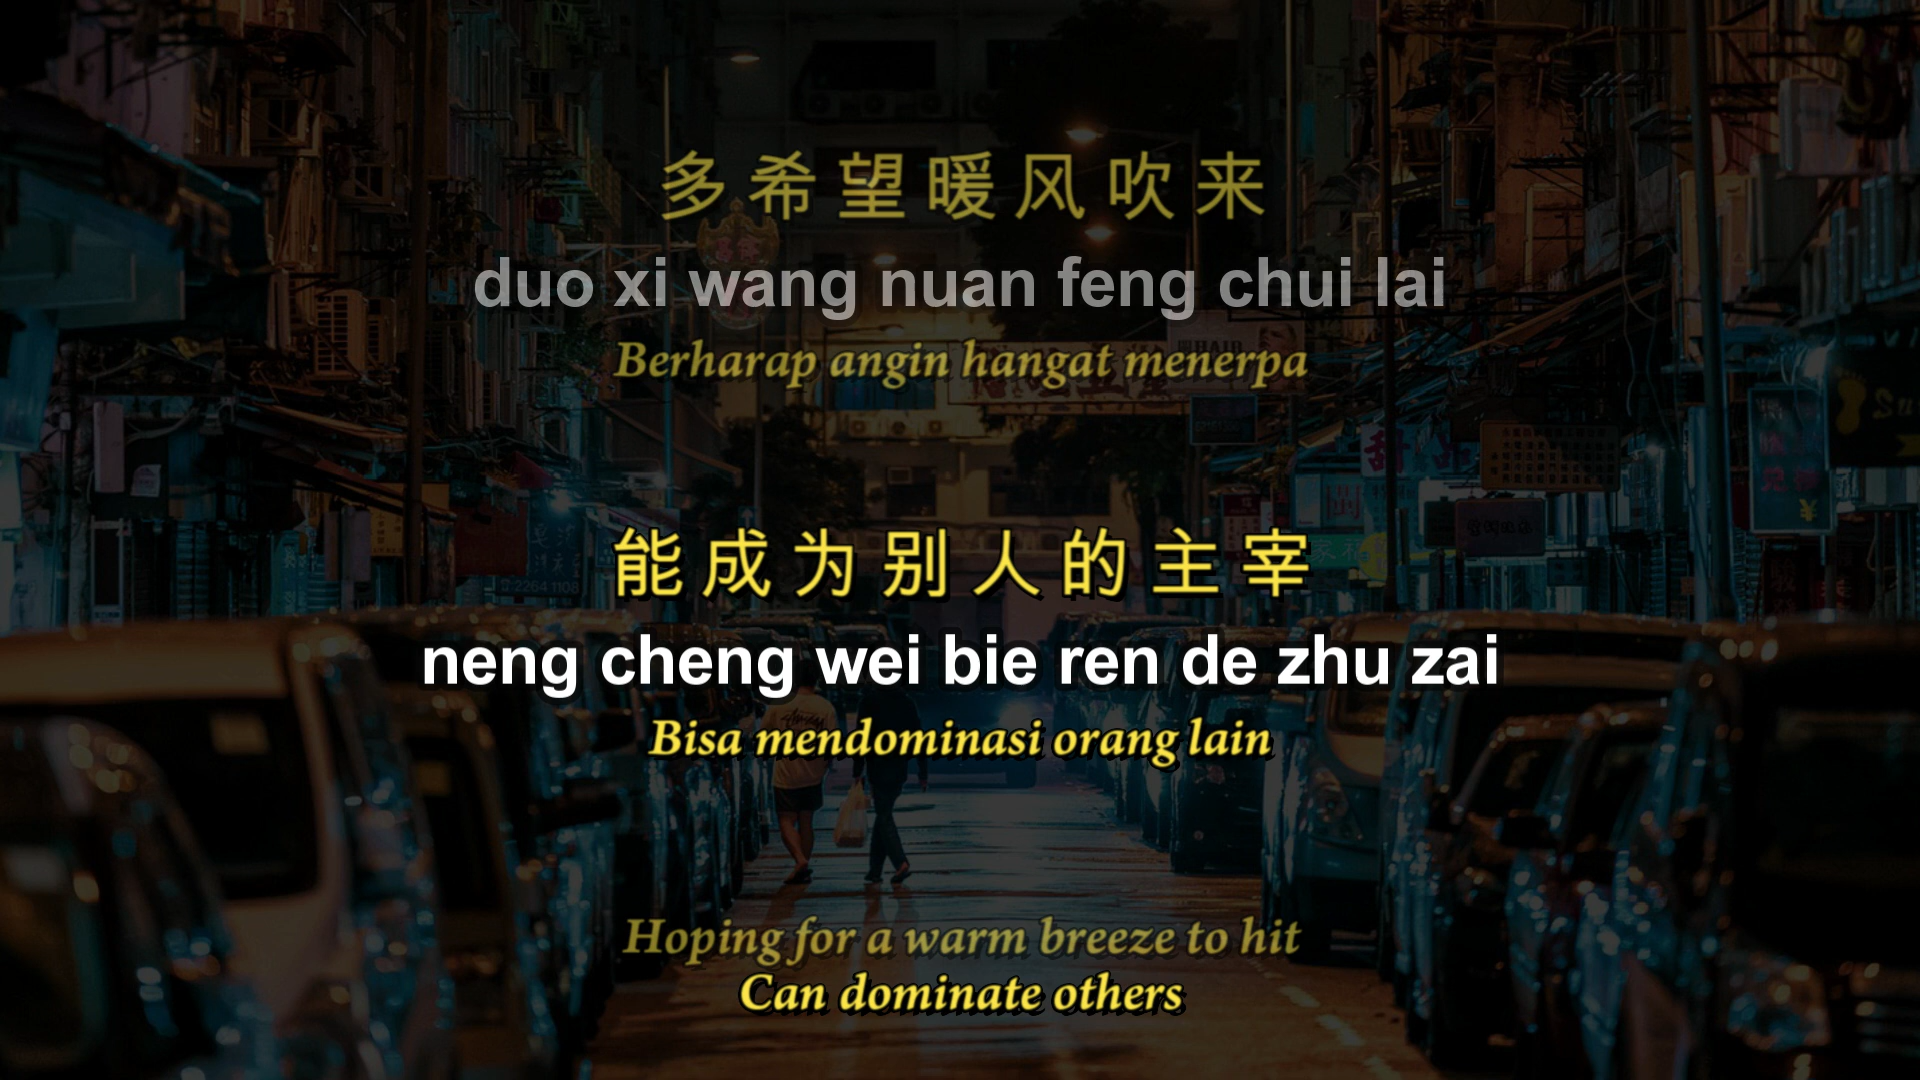 多希望暖风吹来
duo xi wang nuan feng chui lai
Berharap angin hangat menerpa
能成为别人的主宰
neng cheng wei bie ren de zhu zai
Bisa mendominasi orang lain
Hoping for a warm breeze to hit
Can dominate others